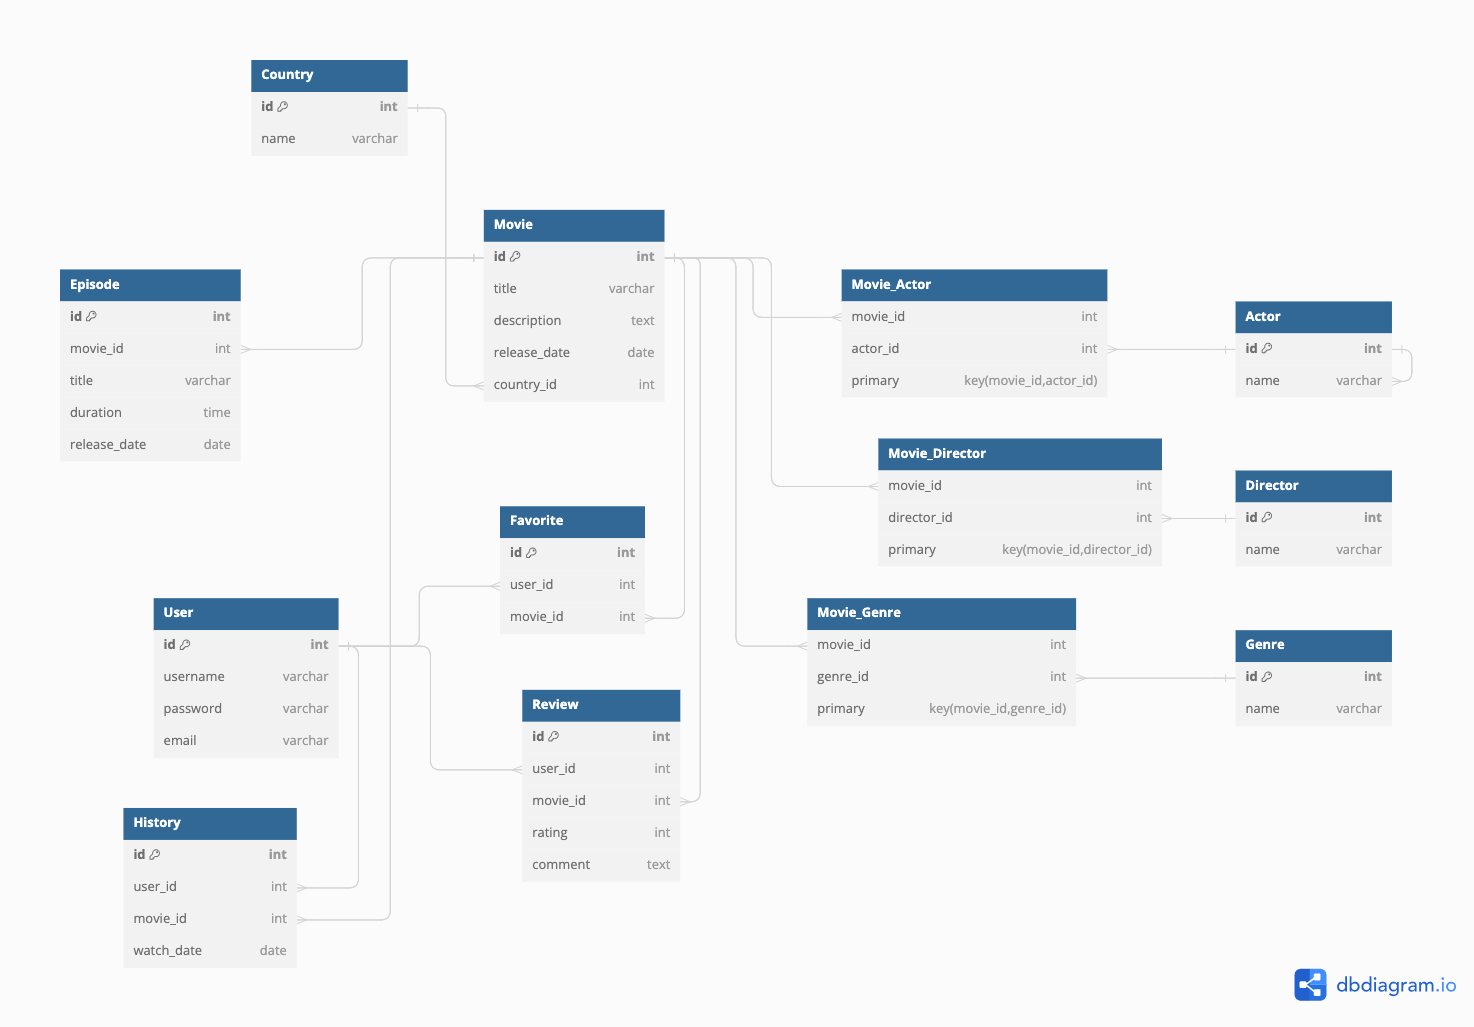 Country
id int
name varchar
Movie
id int
title varchar
description text
release_date date
country_id int
Episode
id int
movie_id int
title varchar
duration time
release_date date
Movie_Actor
movie_id int
actor_id int
primary key(movie_id,actor_id)
Actor
id int
name varchar
Movie_Director
movie_id int
director_id int
primary key(movie_id,director_id)
Director
id int
name varchar
Favorite
id int
user_id int
movie_id int
User
id int
username varchar
password varchar
email varchar
Movie_Genre
movie_id int
genre_id int
primary key(movie_id,genre_id)
Genre
id int
name varchar
Review
id int
user_id int
movie_id int
rating int
comment text
History
id int
user_id int
movie_id int
watch_date date
dbdiagram.io